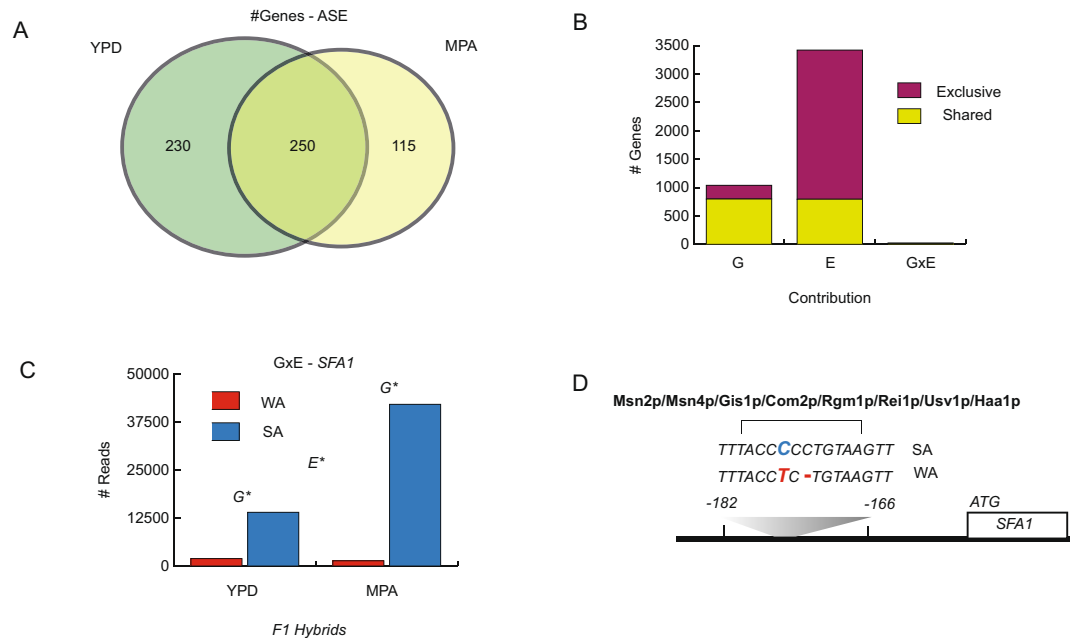 A
#Genes - ASE
YPD
MPA
230
250
115
B
3500
3000
2500
2000
1500
1000
500
0
# Genes
Exclusive
Shared
G
E
GxE
Contribution
C
GxE - SFA1
50000
37500
25000
12500
0
# Reads
WA
SA
G*
E*
G*
YPD
MPA
F1 Hybrids
D
Msn2p/Msn4p/Gis1p/Com2p/Rgm1p/Rei1p/Usv1p/Haa1p
TTTACCCCCTGTAAGTT SA
TTTACCTC -TGTAAGTT WA
-182
-166
ATG
SFA1